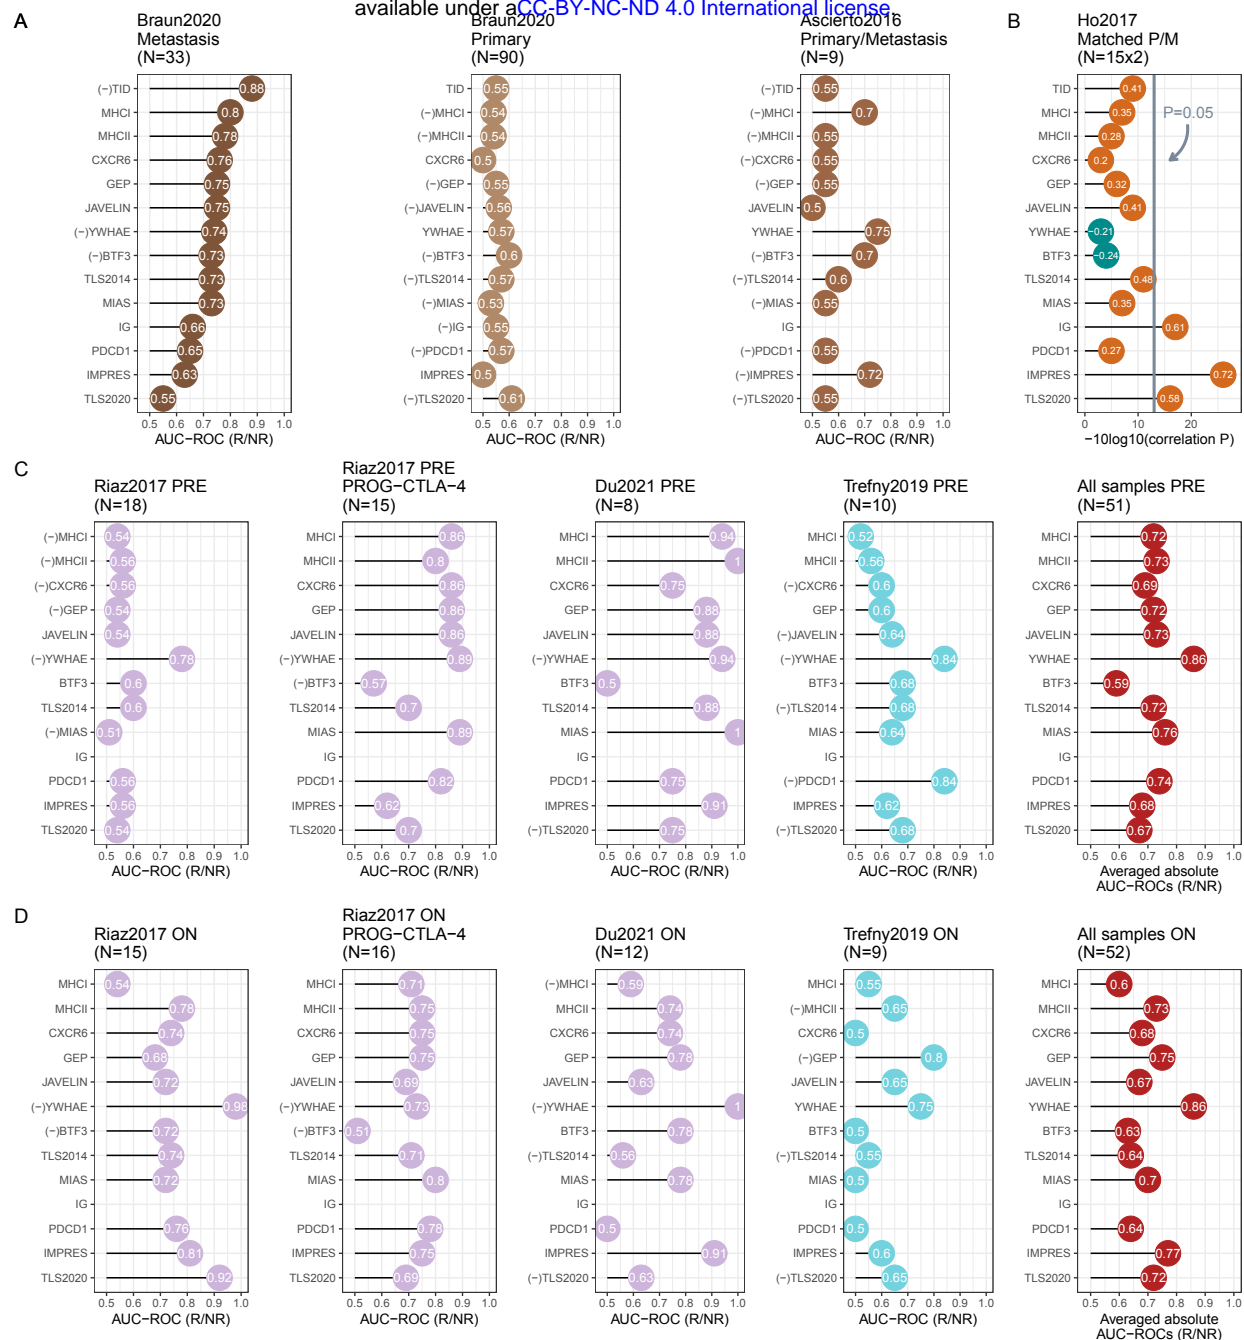 available under aCC-BY-NC-ND 4.0 International license.
A
Braun2020
Metastasis
(N=33)
(−)TID
MHCI
MHCII
CXCR6
GEP
JAVELIN
(−)YWHAE
(−)BTF3
TLS2014
MIAS
IG
PDCD1
IMPRES
TLS2020
0.88
0.8
0.78
0.76
0.75
0.75
0.74
0.73
0.73
0.73
0.66
0.65
0.63
0.55
0.5 0.6 0.7 0.8 0.9 1.0
AUC−ROC (R/NR)
Braun2020
Primary
(N=90)
TID
(−)MHCI
(−)MHCII
CXCR6
(−)GEP
(−)JAVELIN
YWHAE
(−)BTF3
(−)TLS2014
(−)MIAS
(−)IG
(−)PDCD1
IMPRES
(−)TLS2020
0.55
0.54
0.54
0.5
0.55
0.56
0.57
0.6
0.57
0.53
0.55
0.57
0.5
0.61
0.5 0.6 0.7 0.8 0.9 1.0
AUC−ROC (R/NR)
Ascierto2016
Primary/Metastasis
(N=9)
(−)TID
(−)MHCI
(−)MHCII
(−)CXCR6
(−)GEP
JAVELIN
YWHAE
(−)BTF3
(−)TLS2014
(−)MIAS
IG
(−)PDCD1
(−)IMPRES
(−)TLS2020
0.55
0.7
0.55
0.55
0.55
0.5
0.75
0.7
0.6
0.55
0.55
0.72
0.55
0.5 0.6 0.7 0.8 0.9 1.0
AUC−ROC (R/NR)
B
Ho2017
Matched P/M
(N=15x2)
TID
MHCI
MHCII
CXCR6
GEP
JAVELIN
YWHAE
BTF3
TLS2014
MIAS
IG
PDCD1
IMPRES
TLS2020
0.41
0.35
0.28
0.2
0.32
0.41
−0.21
−0.24
0.48
0.35
0.61
0.27
0.72
0.58
P=0.05
0 10 20
−10log10(correlation P)
C
Riaz2017 PRE
(N=18)
(−)MHCI
(−)MHCII
(−)CXCR6
(−)GEP
JAVELIN
(−)YWHAE
BTF3
TLS2014
(−)MIAS
IG
PDCD1
IMPRES
TLS2020
0.54
0.56
0.56
0.54
0.54
0.78
0.6
0.6
0.51
0.56
0.56
0.54
0.5 0.6 0.7 0.8 0.9 1.0
AUC−ROC (R/NR)
Riaz2017 PRE
PROG−CTLA−4
(N=15)
MHCI
MHCII
CXCR6
GEP
JAVELIN
(−)YWHAE
(−)BTF3
TLS2014
MIAS
IG
PDCD1
IMPRES
TLS2020
0.86
0.8
0.86
0.86
0.86
0.89
0.57
0.7
0.89
0.82
0.62
0.7
0.5 0.6 0.7 0.8 0.9 1.0
AUC−ROC (R/NR)
Du2021 PRE
(N=8)
MHCI
MHCII
CXCR6
GEP
JAVELIN
(−)YWHAE
BTF3
TLS2014
MIAS
IG
PDCD1
IMPRES
(−)TLS2020
0.94
1
0.75
0.88
0.88
0.94
0.5
0.88
1
0.75
0.91
0.75
0.5 0.6 0.7 0.8 0.9 1.0
AUC−ROC (R/NR)
Trefny2019 PRE
(N=10)
MHCI
MHCII
(−)CXCR6
GEP
(−)JAVELIN
(−)YWHAE
BTF3
(−)TLS2014
MIAS
IG
(−)PDCD1
IMPRES
(−)TLS2020
0.52
0.56
0.6
0.6
0.64
0.84
0.68
0.68
0.64
0.84
0.62
0.68
0.5 0.6 0.7 0.8 0.9 1.0
AUC−ROC (R/NR)
All samples PRE
(N=51)
MHCI
MHCII
CXCR6
GEP
JAVELIN
YWHAE
BTF3
TLS2014
MIAS
IG
PDCD1
IMPRES
TLS2020
0.72
0.73
0.69
0.72
0.73
0.86
0.59
0.72
0.76
0.74
0.68
0.67
0.5 0.6 0.7 0.8 0.9 1.0
Averaged absolute
AUC−ROCs (R/NR)
D
Riaz2017 ON
(N=15)
MHCI
MHCII
CXCR6
GEP
JAVELIN
(−)YWHAE
(−)BTF3
TLS2014
MIAS
IG
PDCD1
IMPRES
TLS2020
0.54
0.78
0.74
0.68
0.72
0.98
0.72
0.74
0.72
0.76
0.81
0.92
0.5 0.6 0.7 0.8 0.9 1.0
AUC−ROC (R/NR)
Riaz2017 ON
PROG−CTLA−4
(N=16)
MHCI
MHCII
CXCR6
GEP
JAVELIN
(−)YWHAE
(−)BTF3
TLS2014
MIAS
IG
PDCD1
IMPRES
TLS2020
0.71
0.75
0.75
0.75
0.69
0.73
0.51
0.71
0.8
0.78
0.75
0.69
0.5 0.6 0.7 0.8 0.9 1.0
AUC−ROC (R/NR)
Du2021 ON
(N=12)
(−)MHCI
MHCII
CXCR6
GEP
JAVELIN
(−)YWHAE
BTF3
(−)TLS2014
MIAS
IG
PDCD1
IMPRES
(−)TLS2020
0.59
0.74
0.74
0.78
0.63
1
0.78
0.56
0.78
0.5
0.91
0.63
0.5 0.6 0.7 0.8 0.9 1.0
AUC−ROC (R/NR)
Trefny2019 ON
(N=9)
MHCI
(−)MHCII
CXCR6
(−)GEP
JAVELIN
YWHAE
BTF3
(−)TLS2014
MIAS
IG
PDCD1
IMPRES
(−)TLS2020
0.55
0.65
0.5
0.8
0.65
0.75
0.5
0.55
0.5
0.5
0.6
0.65
0.5 0.6 0.7 0.8 0.9 1.0
AUC−ROC (R/NR)
All samples ON
(N=52)
MHCI
MHCII
CXCR6
GEP
JAVELIN
YWHAE
BTF3
TLS2014
MIAS
IG
PDCD1
IMPRES
TLS2020
0.6
0.73
0.68
0.75
0.67
0.86
0.63
0.64
0.7
0.64
0.77
0.72
0.5 0.6 0.7 0.8 0.9 1.0
Averaged absolute
AUC−ROCs (R/NR)